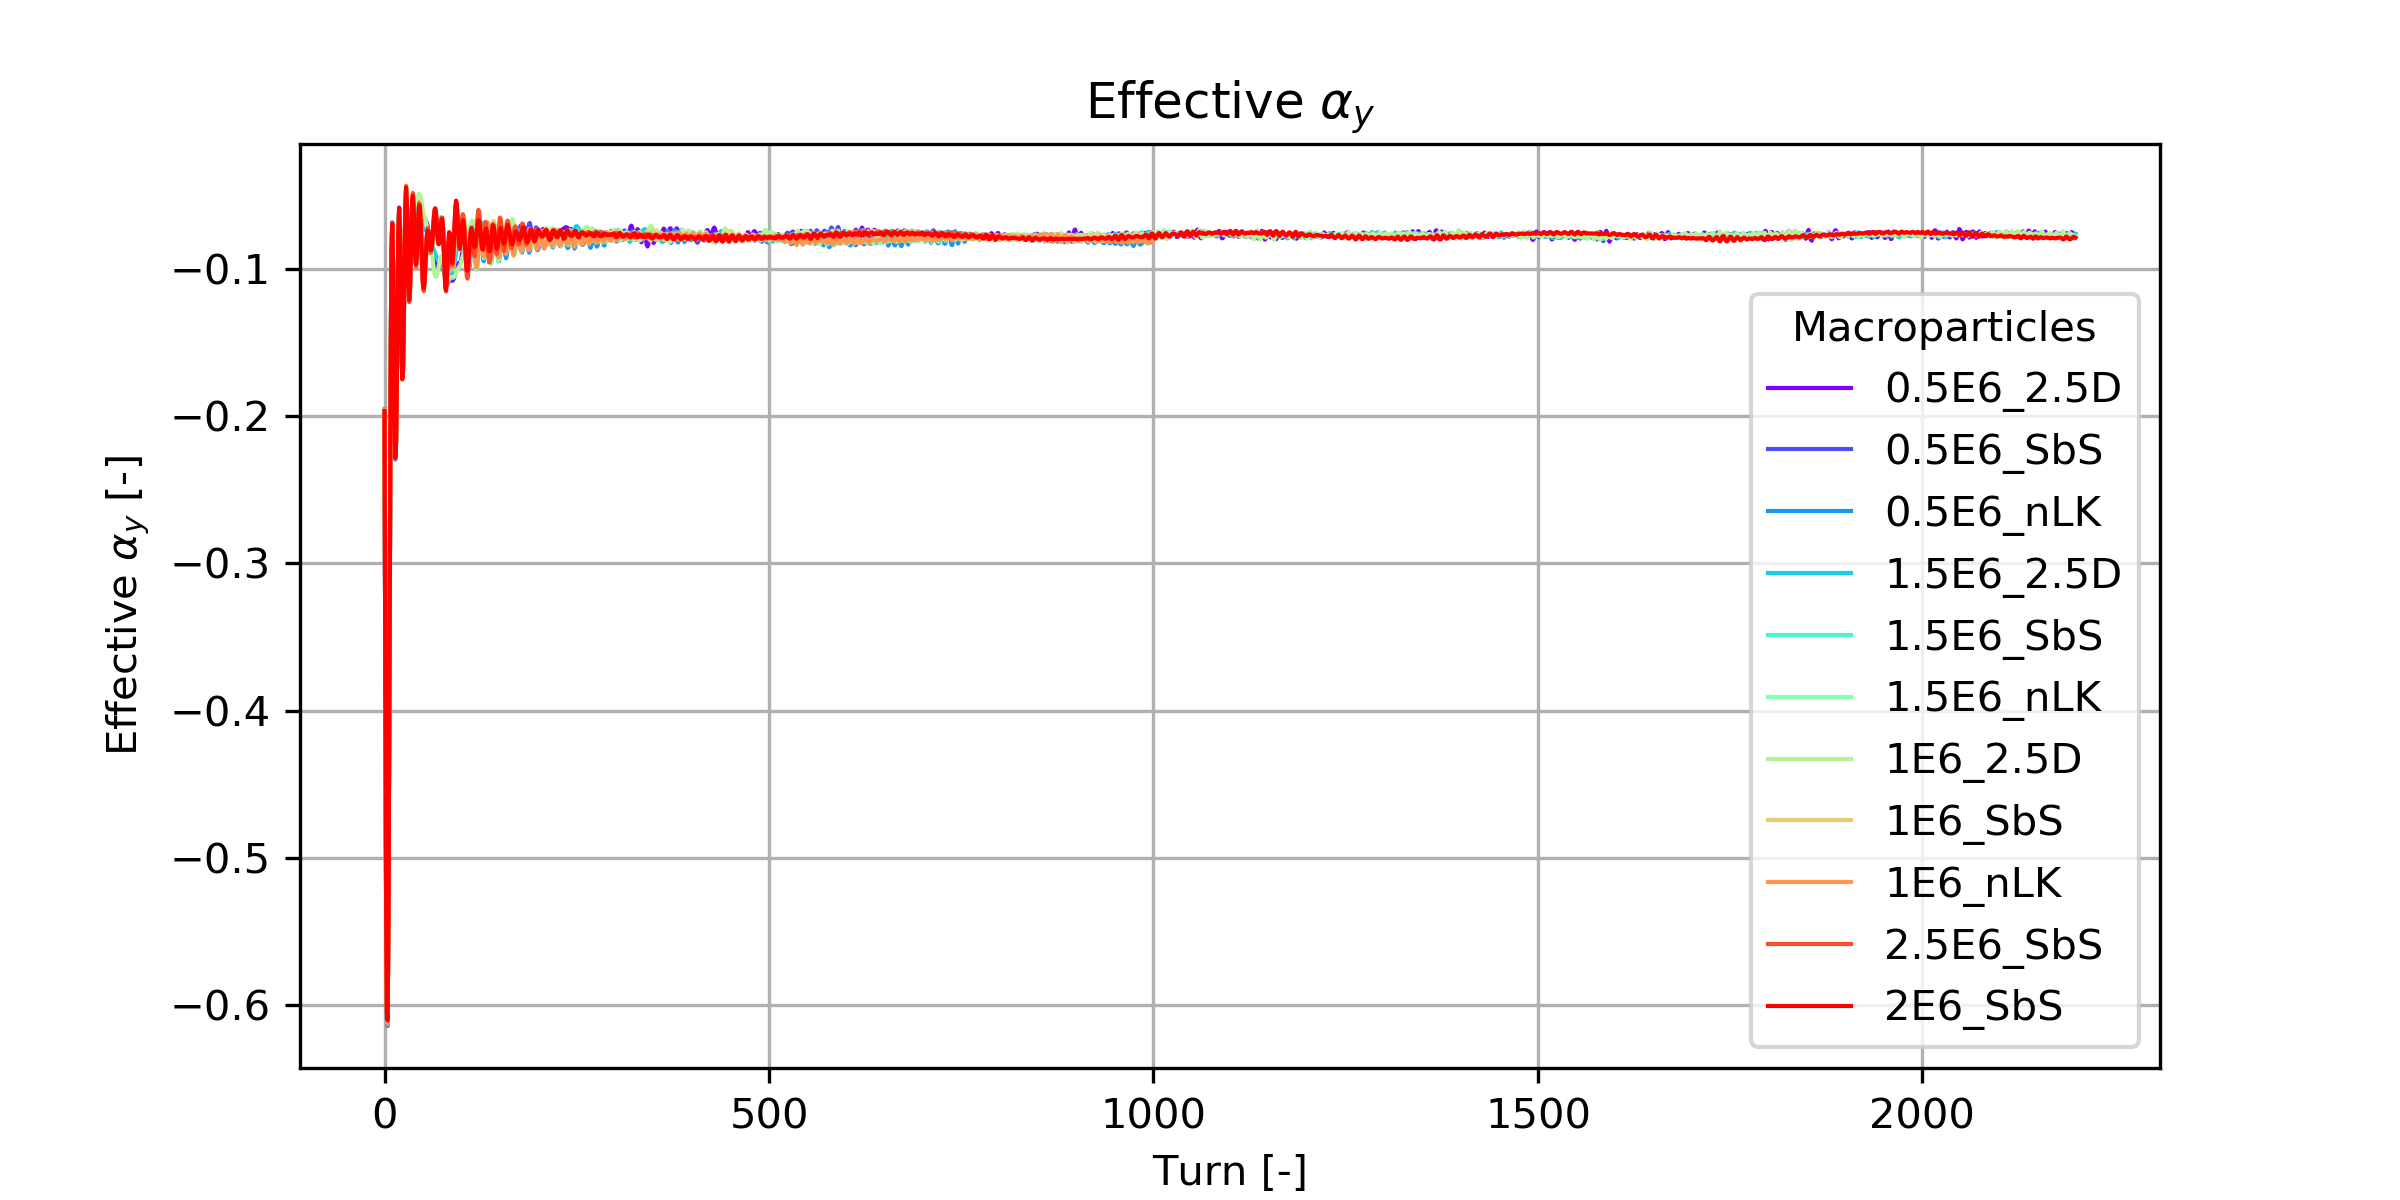 Effective αy
Effective αy [-]
−0.1
−0.2
−0.3
−0.4
−0.5
−0.6
0
500
1000
1500
2000
Turn [-]
Macroparticles
0.5E6_2.5D
0.5E6_SbS
0.5E6_nLK
1.5E6_2.5D
1.5E6_SbS
1.5E6_nLK
1E6_2.5D
1E6_SbS
1E6_nLK
2.5E6_SbS
2E6_SbS